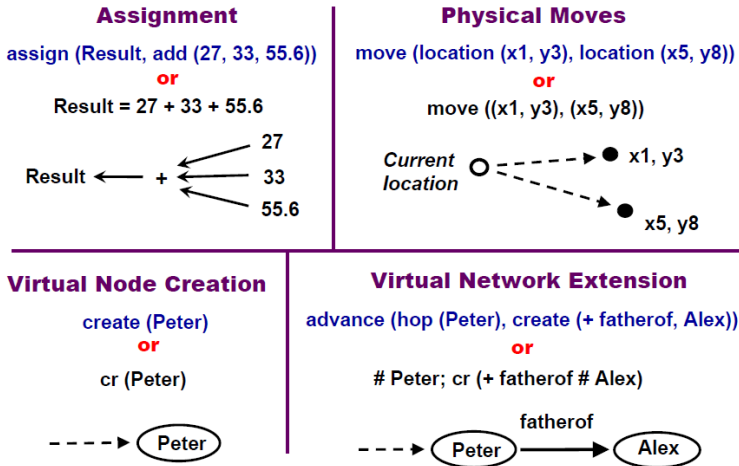 Assignment
assign (Result, add (27, 33, 55.6))
or
Result = 27 + 33 + 55.6
27
Result + 33
55.6
Physical Moves
move (location (x1, y3), location (x5, y8))
or
move ((x1, y3), (x5, y8))
Current
location
x1, y3
x5, y8
Virtual Node Creation
create (Peter)
or
cr (Peter)
Peter
Virtual Network Extension
advance (hop (Peter), create (+ fatherof, Alex))
or
# Peter; cr (+ fatherof # Alex)
fatherof
Peter Alex